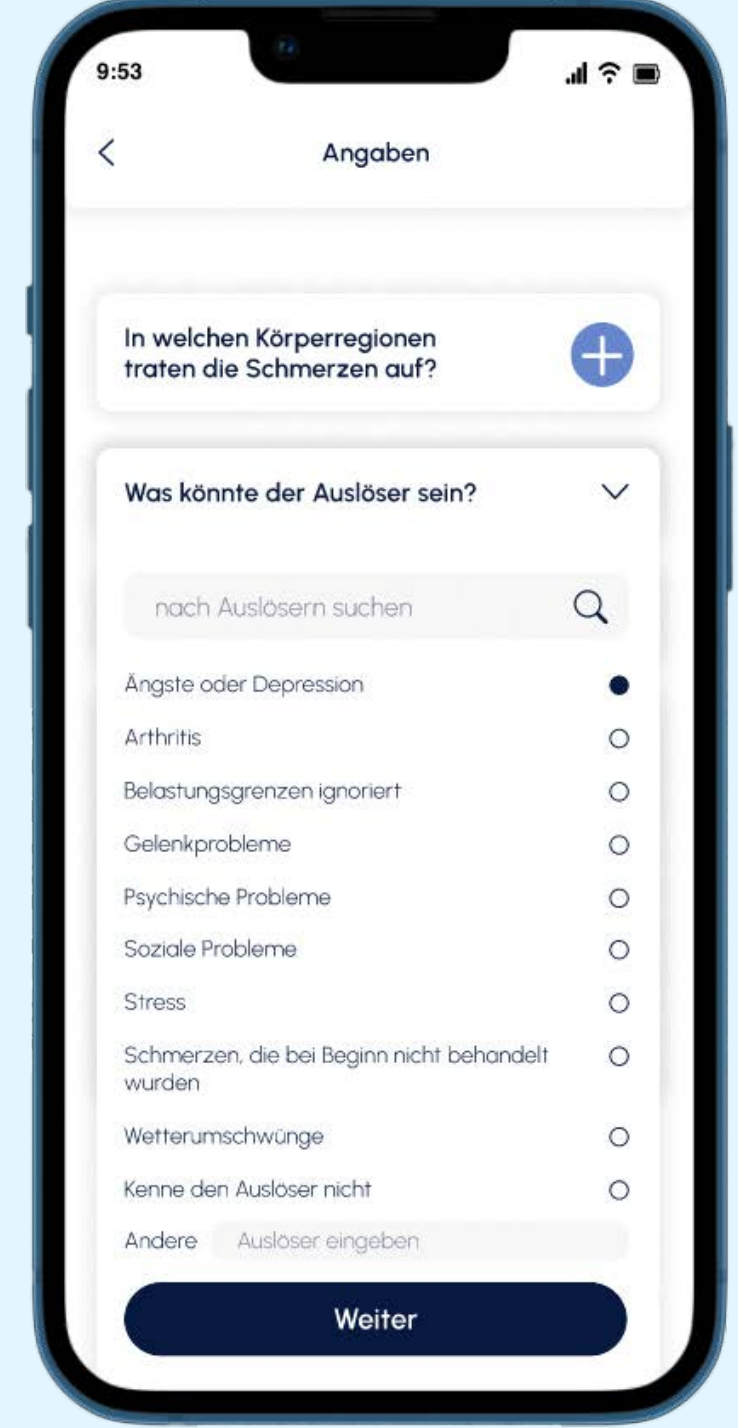 9:53
Angaben
In welchen Körperregionen
traten die Schmerzen auf?
Was könnte der Auslöser sein?
nach Auslösern suchen
Ängste oder Depression
Arthritis
Belastungsgrenzen ignoriert
Gelenkprobleme
Psychische Probleme
Soziale Probleme
Stress
Schmerzen, die bei Beginn nicht behandelt
wurden
Wetterumschwünge
Kenne den Auslöser nicht
Andere Auslöser eingeben
Weiter